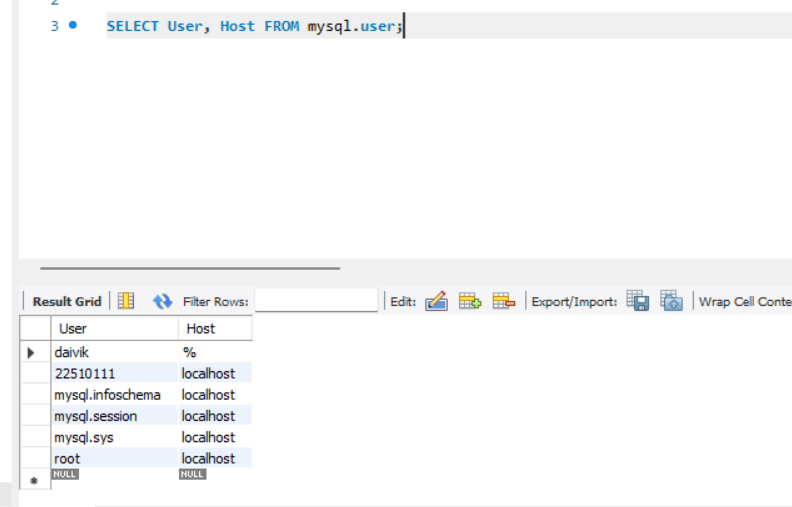 2
3 SELECT User, Host FROM mysql.user;
Result Grid Filter Rows: Edit: Export/Import: Wrap Cell Conte
User Host
daivik %
22510111 localhost
mysql.infoschema localhost
mysql.session localhost
mysql.sys localhost
root localhost
NULL NULL